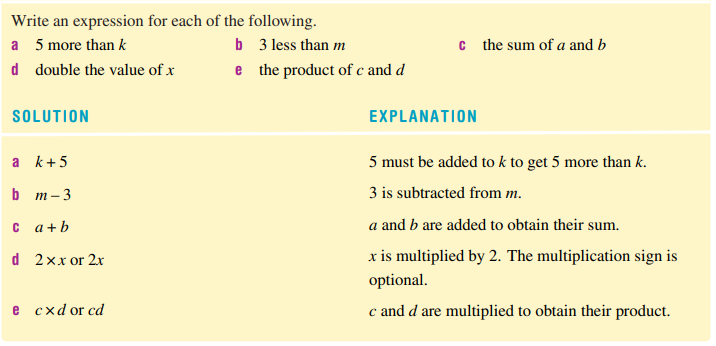 Write an expression for each of the following.
a 5 more than k b 3 less than m c the sum of a and b
d double the value of x e the product of c and d
SOLUTION EXPLANATION
a k + 5 5 must be added to k to get 5 more than k.
b m − 3 3 is subtracted from m.
c a + b a and b are added to obtain their sum.
d 2 × x or 2x x is multiplied by 2. The multiplication sign is
optional.
e c × d or cd c and d are multiplied to obtain their product.